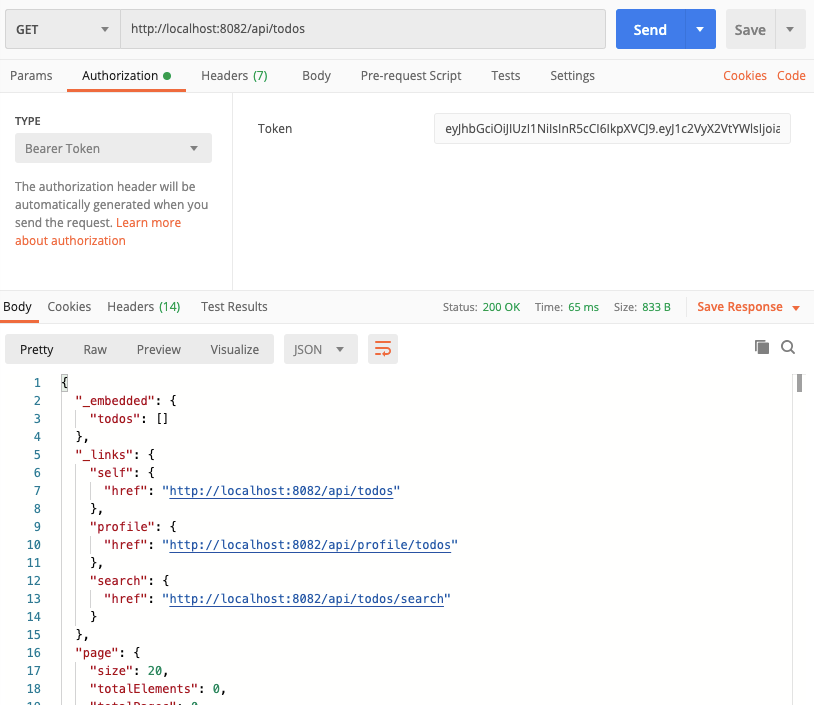 GET http://localhost:8082/api/todos Send Save
Params Authorization Headers (7) Body Pre-request Script Tests Settings Cookies Code
TYPE
Bearer Token
The authorization header will be
automatically generated when you
send the request. Learn more
about authorization
Token eyJhbGciOiJIUzI1NiIsInR5cCI6IkpXVCJ9.eyJ1c2VyX2VtYWlsIjoia
Body Cookies Headers (14) Test Results Status: 200 OK Time: 65 ms Size: 833 B Save Response
Pretty Raw Preview Visualize JSON
1 {
2 "_embedded": {
3 "todos": []
4 },
5 "_links": {
6 "self": {
7 "href": "http://localhost:8082/api/todos"
8 },
9 "profile": {
10 "href": "http://localhost:8082/api/profile/todos"
11 },
12 "search": {
13 "href": "http://localhost:8082/api/todos/search"
14 }
15 },
16 "page": {
17 "size": 20,
18 "totalElements": 0,
19 "totalPages": 0